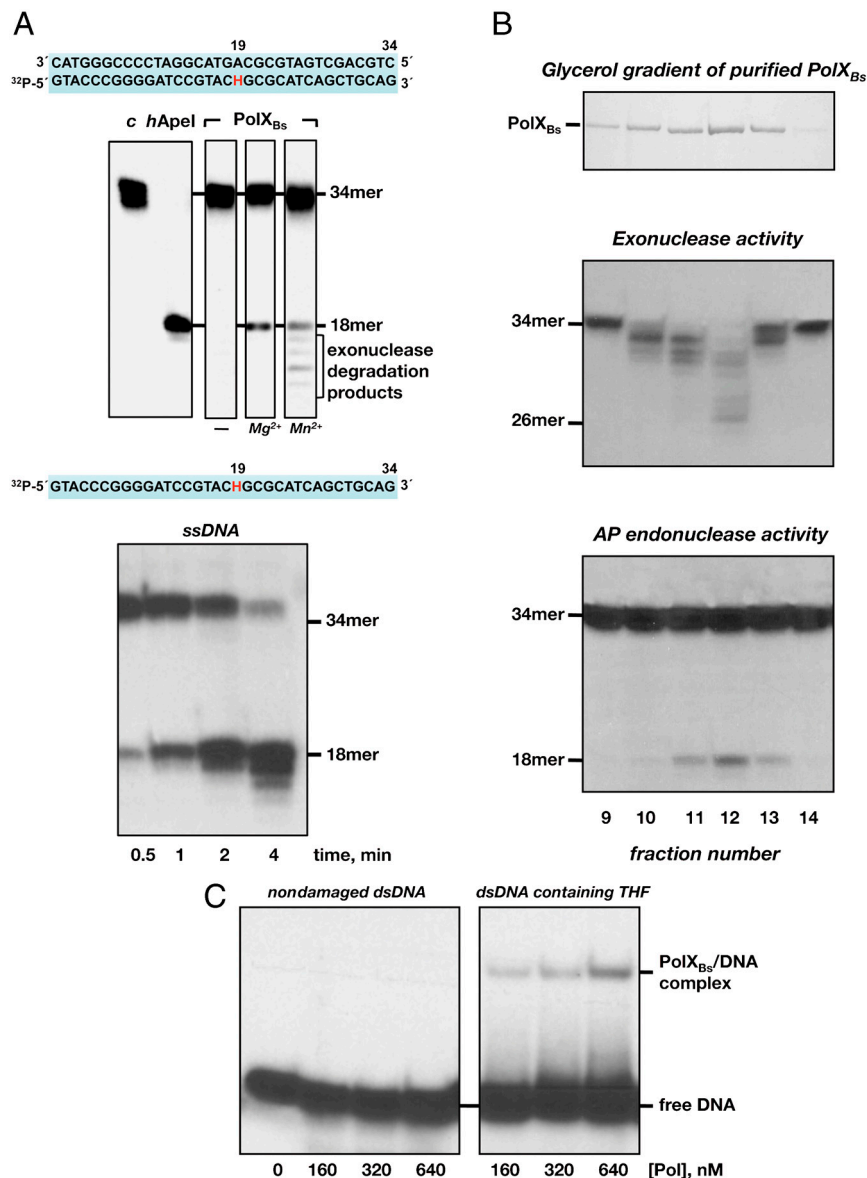 A
19 34
3´ CATGGGCCCCTAGGCATGACGCGTAGTCGACGTC 5´
32P-5´ GTACCCGGGGATCCGTACHGCGCATCAGCTGCAG 3´
c hApeI PolXBs
34mer
18mer
exonuclease
degradation
products
— Mg2+ Mn2+
19 34
32P-5´ GTACCCGGGGATCCGTACHGCGCATCAGCTGCAG 3´
ssDNA
34mer
18mer
0.5 1 2 4 time, min
B
Glycerol gradient of purified PolXBs
PolXBs
Exonuclease activity
34mer
26mer
AP endonuclease activity
34mer
18mer
9 10 11 12 13 14
fraction number
C
nondamaged dsDNA dsDNA containing THF
PolXBs/DNA
complex
free DNA
0 160 320 640 160 320 640 [Pol], nM